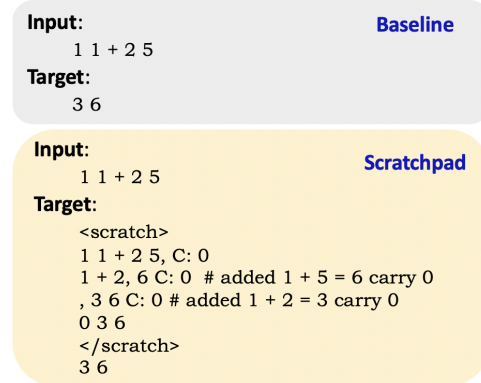 Input:
Baseline
1 1 + 2 5
Target:
3 6
Input:
Scratchpad
1 1 + 2 5
Target:
<scratch>
1 1 + 2 5, C: 0
1 + 2, 6 C: 0 # added 1 + 5 = 6 carry 0
, 3 6 C: 0 # added 1 + 2 = 3 carry 0
0 3 6
</scratch>
3 6